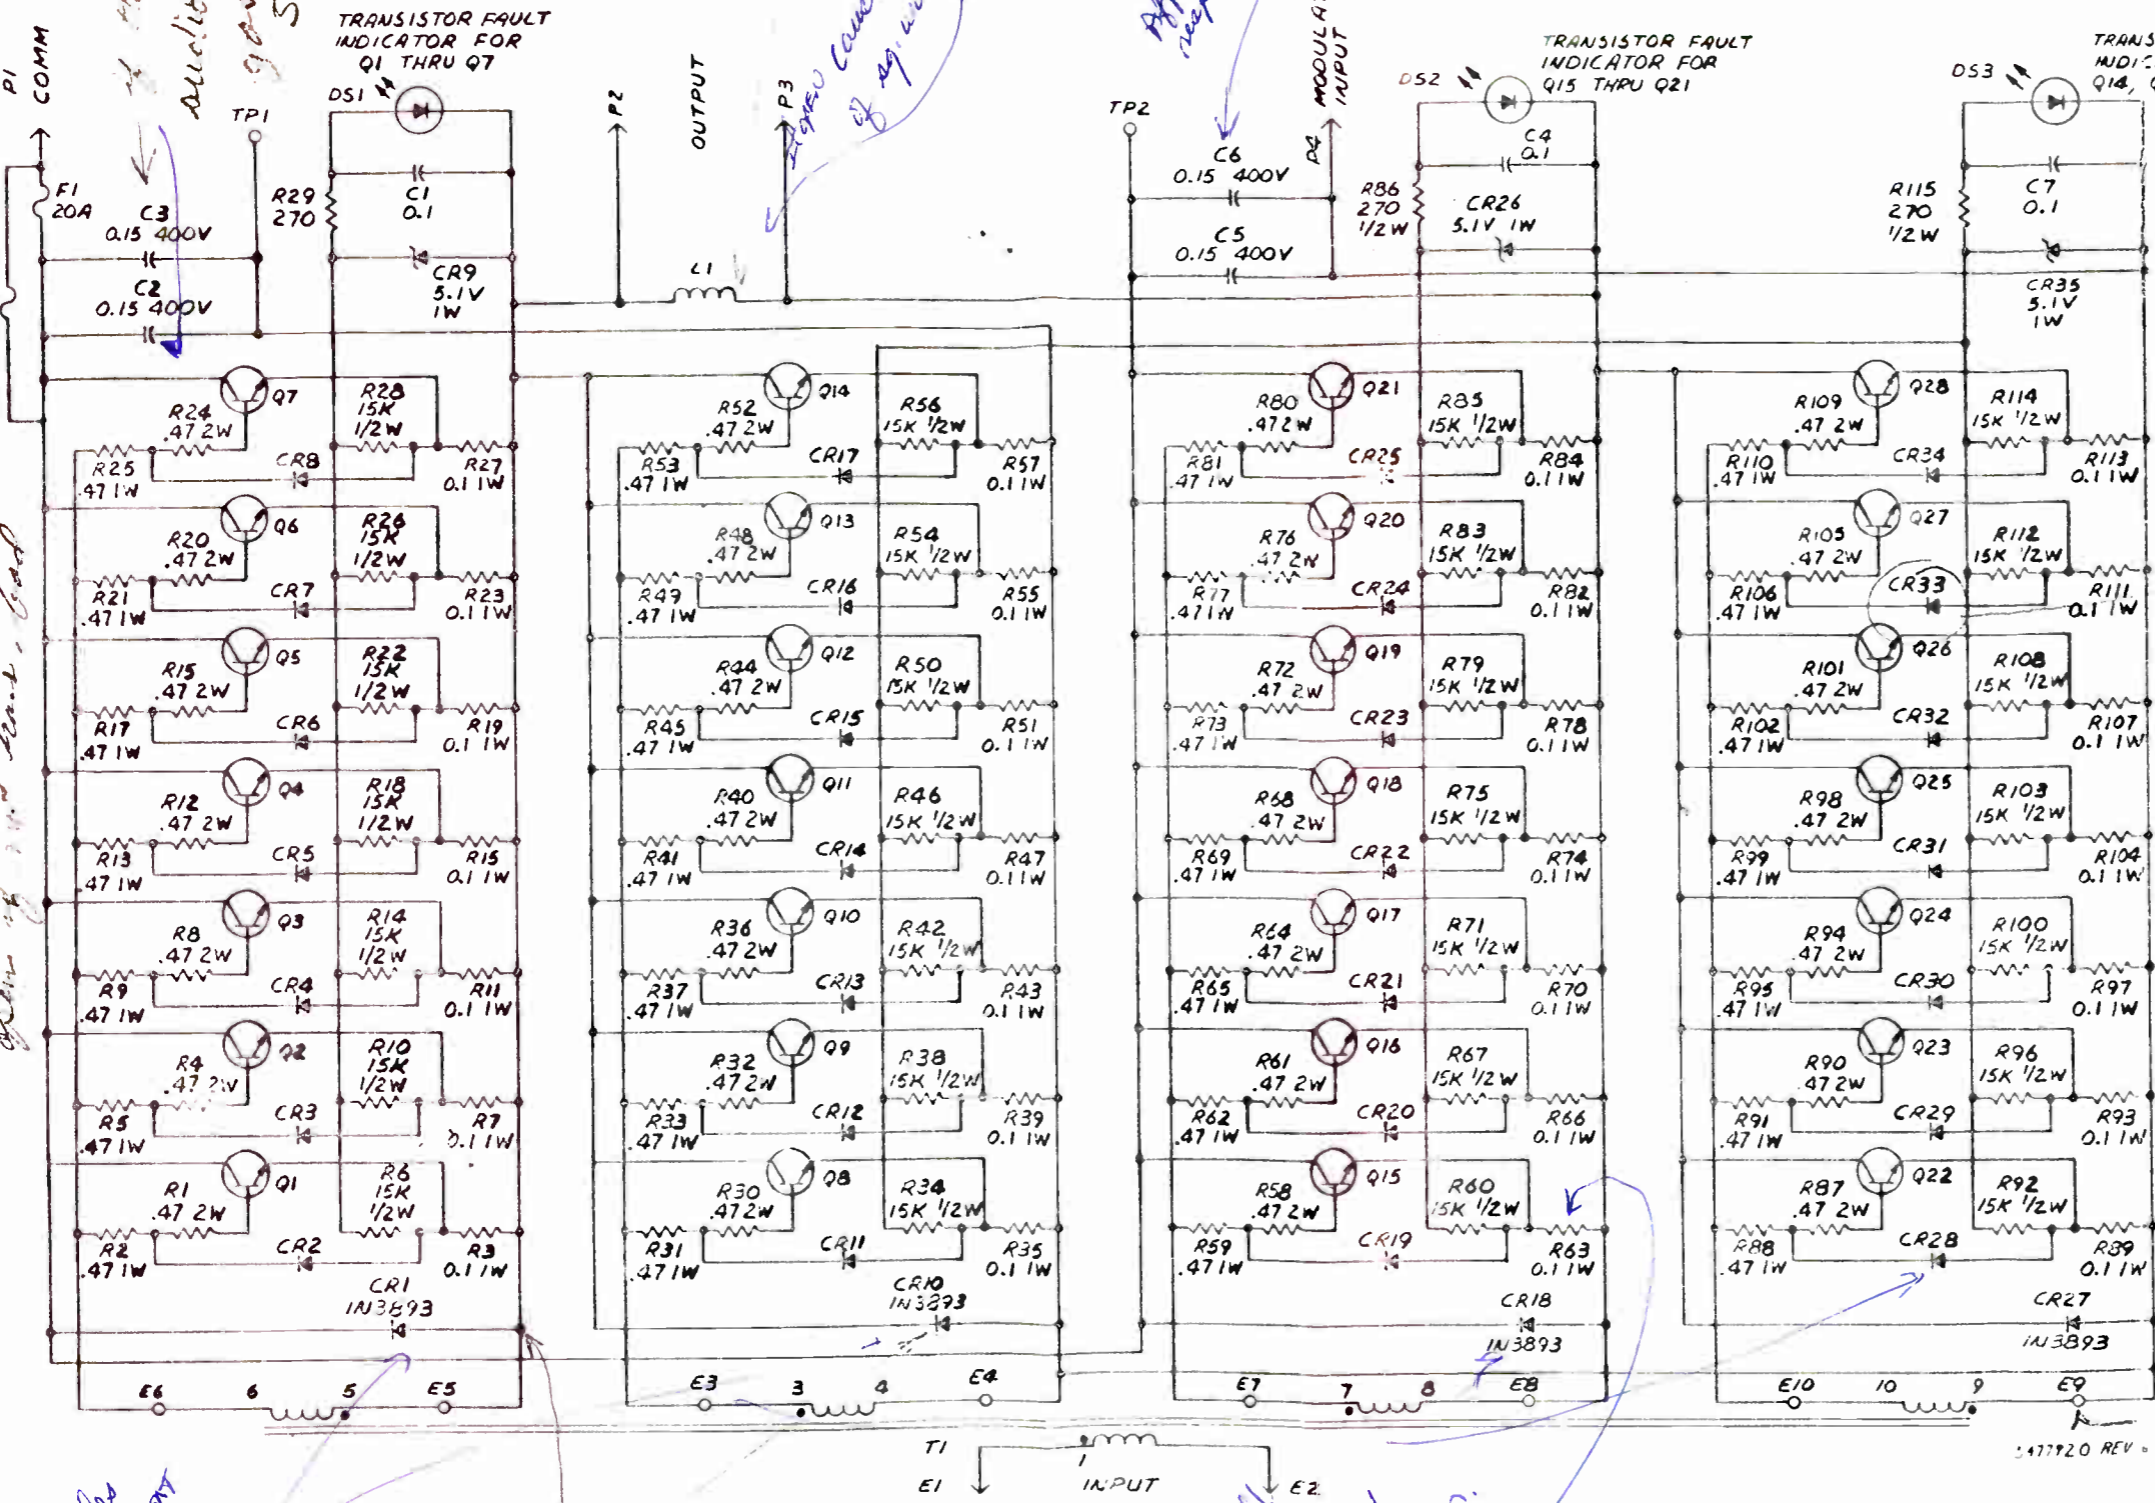 P1
COMM
TRANSISTOR FAULT
INDICATOR FOR
Q1 THRU Q7
DS1
TP1
F1
20A
C3
0.15 400V
C2
0.15 400V
R29
270
C1
0.1
CR9
5.1V
1W
P2
OUTPUT
P3
L1
TP2
C6
0.15 400V
C5
0.15 400V
P4
INPUT
TRANSISTOR FAULT
INDICATOR FOR
Q15 THRU Q21
DS2
R86
270
1/2W
C4
0.1
CR26
5.1V 1W
DS3
Q14,
R115
270
1/2W
C7
0.1
CR35
5.1V
1W
Q7
R24
.47 2W
R28
15K
1/2W
R25
.47 1W
CR8
R27
0.1 1W
Q14
R52
.47 2W
R56
15K 1/2W
R53
.47 1W
CR17
R57
0.1 1W
Q21
R80
.47 2W
R85
15K 1/2W
R81
.47 1W
CR25
R84
0.1 1W
Q28
R109
.47 2W
R114
15K 1/2W
R110
.47 1W
CR34
R113
0.1 1W
Q6
R20
.47 2W
R26
15K
1/2W
R21
.47 1W
CR7
R23
0.1 1W
Q13
R48
.47 2W
R54
15K 1/2W
R49
.47 1W
CR16
R55
0.1 1W
Q20
R76
.47 2W
R83
15K 1/2W
R77
.47 1W
CR24
R82
0.1 1W
Q27
R105
.47 2W
R112
15K 1/2W
R106
.47 1W
CR33
R111
0.1 1W
Q5
R15
.47 2W
R22
15K
1/2W
R17
.47 1W
CR6
R19
0.1 1W
Q12
R44
.47 2W
R50
15K 1/2W
R45
.47 1W
CR15
R51
0.1 1W
Q19
R72
.47 2W
R79
15K 1/2W
R73
.47 1W
CR23
R78
0.1 1W
Q26
R101
.47 2W
R108
15K 1/2W
R102
.47 1W
CR32
R107
0.1 1W
Q4
R12
.47 2W
R18
15K
1/2W
R13
.47 1W
CR5
R15
0.1 1W
Q11
R40
.47 2W
R46
15K 1/2W
R41
.47 1W
CR14
R47
0.1 1W
Q18
R68
.47 2W
R75
15K 1/2W
R69
.47 1W
CR22
R74
0.1 1W
Q25
R98
.47 2W
R103
15K 1/2W
R99
.47 1W
CR31
R104
0.1 1W
Q3
R8
.47 2W
R14
15K
1/2W
R9
.47 1W
CR4
R11
0.1 1W
Q10
R36
.47 2W
R42
15K 1/2W
R37
.47 1W
CR13
R43
0.1 1W
Q17
R64
.47 2W
R71
15K 1/2W
R65
.47 1W
CR21
R70
0.1 1W
Q24
R94
.47 2W
R100
15K 1/2W
R95
.47 1W
CR30
R97
0.1 1W
Q2
R4
.47 2W
R10
15K
1/2W
R5
.47 1W
CR3
R7
0.1 1W
Q9
R32
.47 2W
R38
15K 1/2W
R33
.47 1W
CR12
R39
0.1 1W
Q16
R61
.47 2W
R67
15K 1/2W
R62
.47 1W
CR20
R66
0.1 1W
Q23
R90
.47 2W
R96
15K 1/2W
R91
.47 1W
CR29
R93
0.1 1W
Q1
R1
.47 2W
R6
15K
1/2W
R2
.47 1W
CR2
R3
0.1 1W
Q8
R30
.47 2W
R34
15K 1/2W
R31
.47 1W
CR11
R35
0.1 1W
Q15
R58
.47 2W
R60
15K 1/2W
R59
.47 1W
CR19
R63
0.1 1W
Q22
R87
.47 2W
R92
15K 1/2W
R88
.47 1W
CR28
R89
0.1 1W
CR1
1N3893
CR10
1N3893
CR18
1N3893
CR27
1N3893
E6 6 5 E5
E3 3 4 E4
E7 7 8 E8
E10 10 9 E9
T1
1
E1 INPUT E2
REV